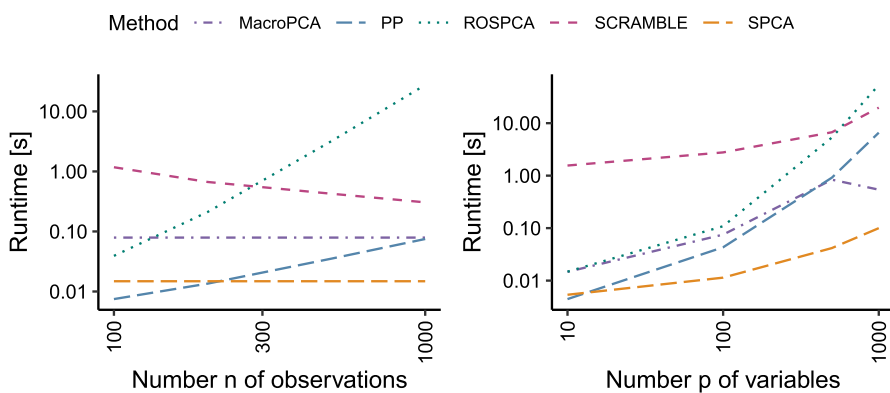 Method MacroPCA PP ROSPCA SCRAMBLE SPCA
Runtime [s]
10.00
1.00
0.10
0.01
100
300
1000
Number n of observations
Runtime [s]
10.00
1.00
0.10
0.01
10
100
1000
Number p of variables